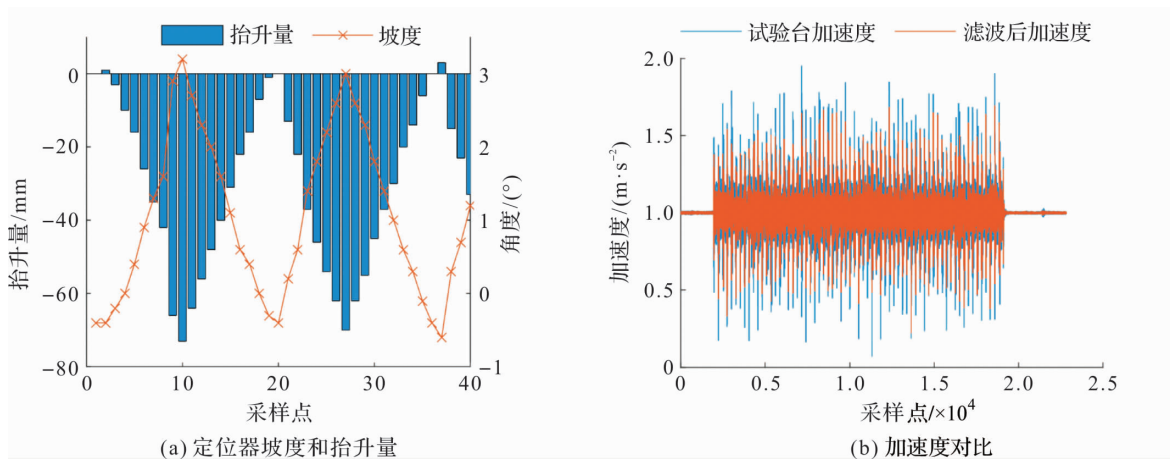 抬升量 坡度
0
−20
−40
−60
−80
抬升量/mm
3
2
1
0
−1
角度/(°)
0 10 20 30 40
采样点
(a) 定位器坡度和抬升量
试验台加速度 滤波后加速度
2.0
1.5
1.0
0.5
0
加速度/(m·s⁻²)
0 0.5 1.0 1.5 2.0 2.5
采样点/×10⁴
(b) 加速度对比